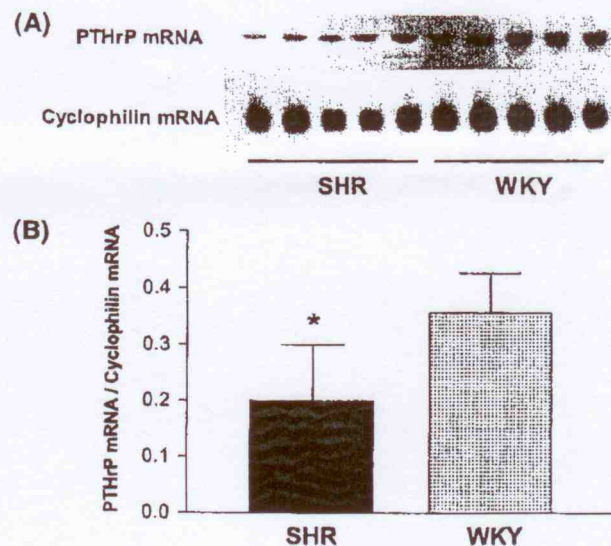 (A)
PTHrP mRNA
Cyclophilin mRNA
SHR WKY
(B)
PTHrP mRNA / Cyclophilin mRNA
0.5
0.4
0.3
0.2
0.1
0.0
*
SHR WKY